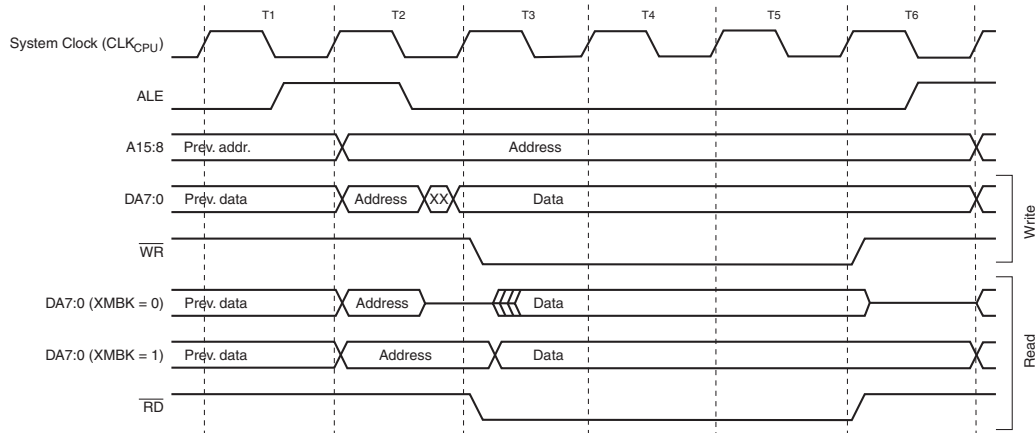 T1 T2 T3 T4 T5 T6
System Clock (CLKCPU)
ALE
A15:8 Prev. addr. Address
DA7:0 Prev. data Address XX Data
WR
Write
DA7:0 (XMBK = 0) Prev. data Address Data
DA7:0 (XMBK = 1) Prev. data Address Data
RD
Read